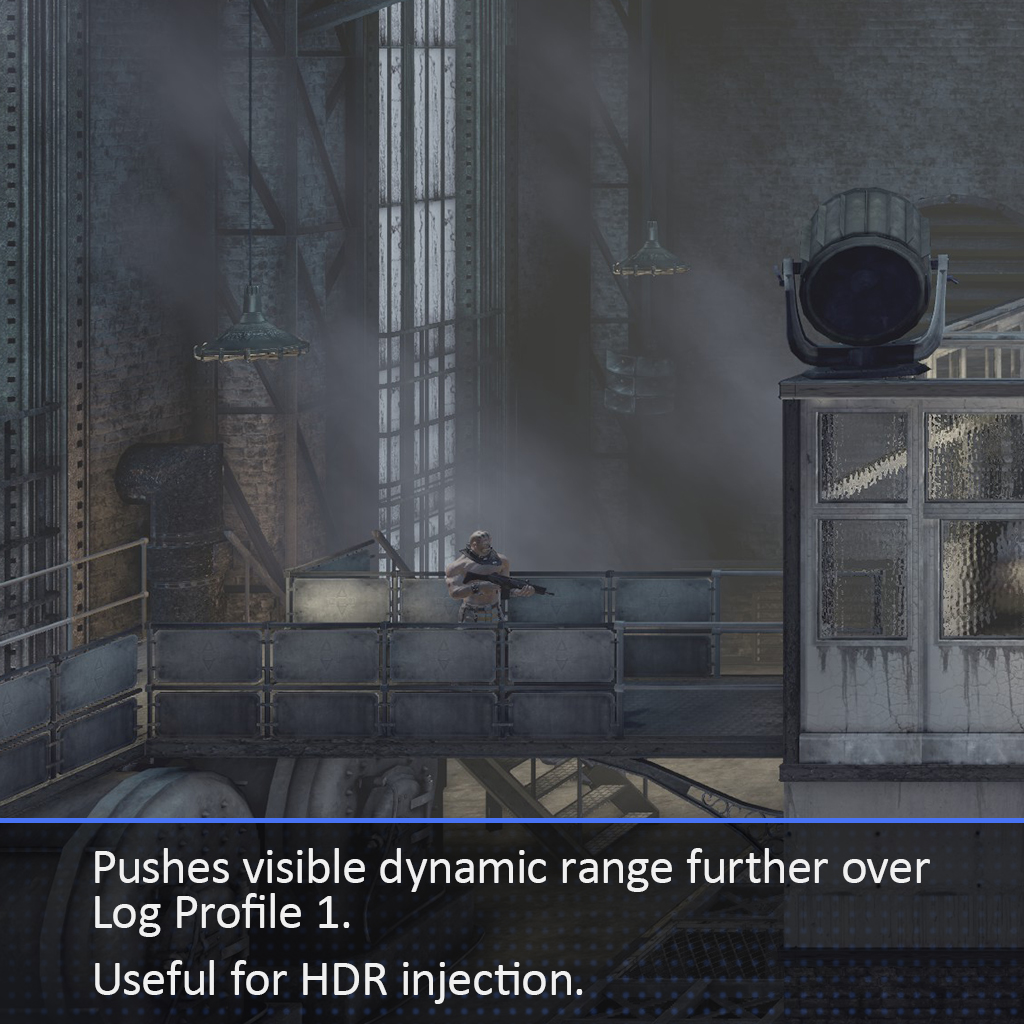 Pushes visible dynamic range further over
Log Profile 1.
Useful for HDR injection.